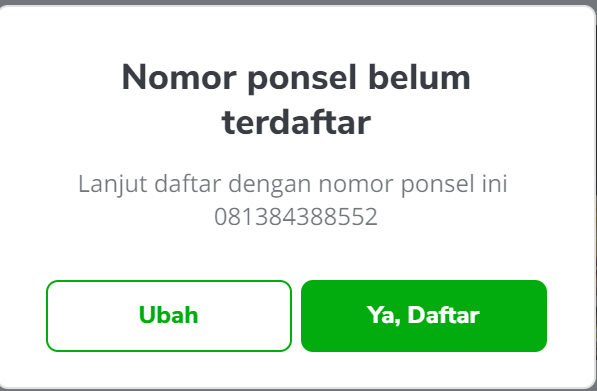 Nomor ponsel belum
terdaftar
Lanjut daftar dengan nomor ponsel ini
081384388552
Ubah
Ya, Daftar